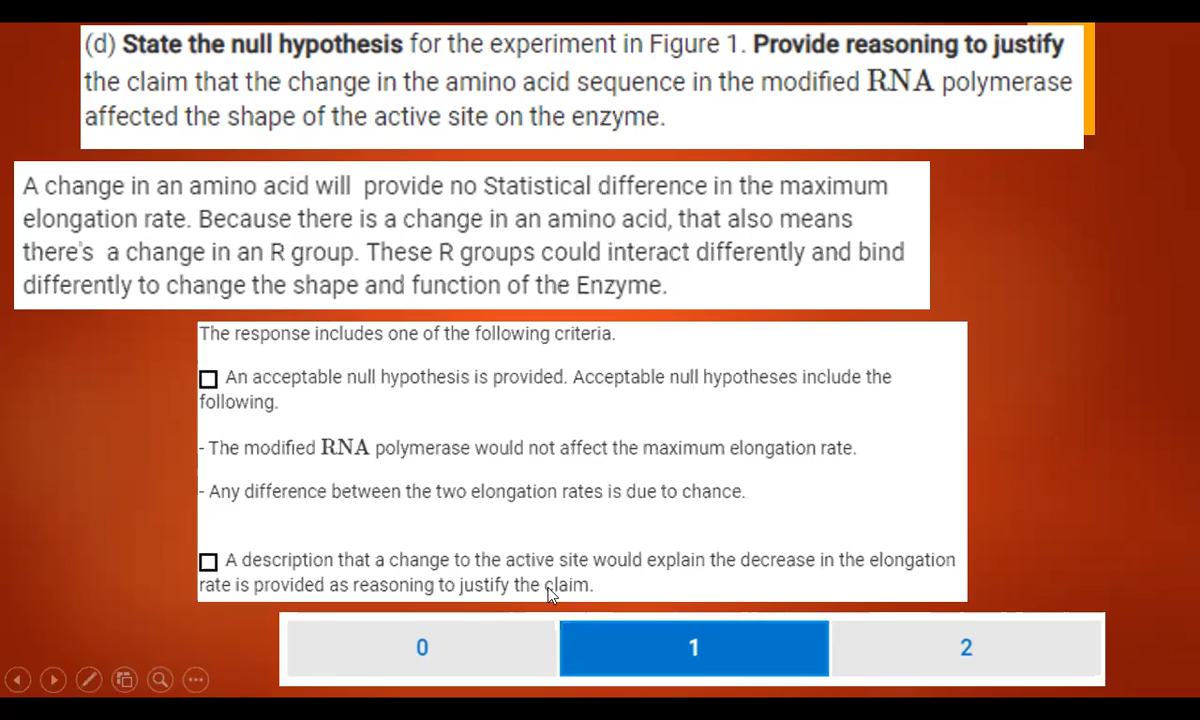 (d) State the null hypothesis for the experiment in Figure 1. Provide reasoning to justify
the claim that the change in the amino acid sequence in the modified RNA polymerase
affected the shape of the active site on the enzyme.
A change in an amino acid will provide no Statistical difference in the maximum
elongation rate. Because there is a change in an amino acid, that also means
there's a change in an R group. These R groups could interact differently and bind
differently to change the shape and function of the Enzyme.
The response includes one of the following criteria.
An acceptable null hypothesis is provided. Acceptable null hypotheses include the
following.
- The modified RNA polymerase would not affect the maximum elongation rate.
- Any difference between the two elongation rates is due to chance.
A description that a change to the active site would explain the decrease in the elongation
rate is provided as reasoning to justify the claim.
0 1 2